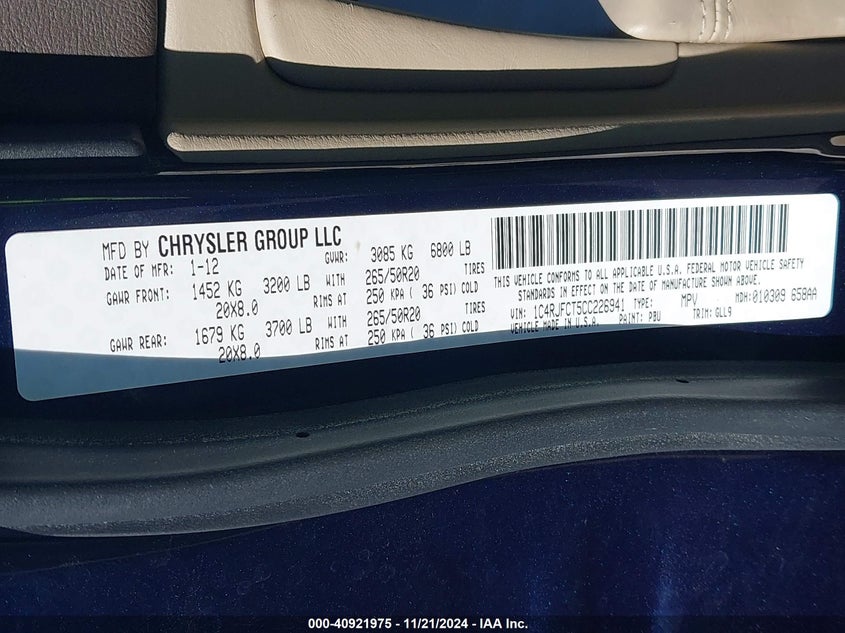 MFD BY CHRYSLER GROUP LLC
DATE OF MFR: 1-12 GVWR: 3085 KG 6800 LB
GAWR FRONT: 1452 KG 3200 LB WITH 265/50R20 TIRES
20X8.0 RIMS AT 250 KPA ( 36 PSI) COLD
GAWR REAR: 1679 KG 3700 LB WITH 265/50R20 TIRES
20X8.0 RIMS AT 250 KPA ( 36 PSI) COLD
THIS VEHICLE CONFORMS TO ALL APPLICABLE U.S.A. FEDERAL MOTOR VEHICLE SAFETY
STANDARDS IN EFFECT ON THE DATE OF MANUFACTURE SHOWN ABOVE.
VIN: 1C4RJFCT5CC226941 TYPE: MPV MDH: 010309 658AA
VEHICLE MADE IN U.S.A. PAINT: PBU TRIM: GLL9
000-40921975 - 11/21/2024 - IAA Inc.